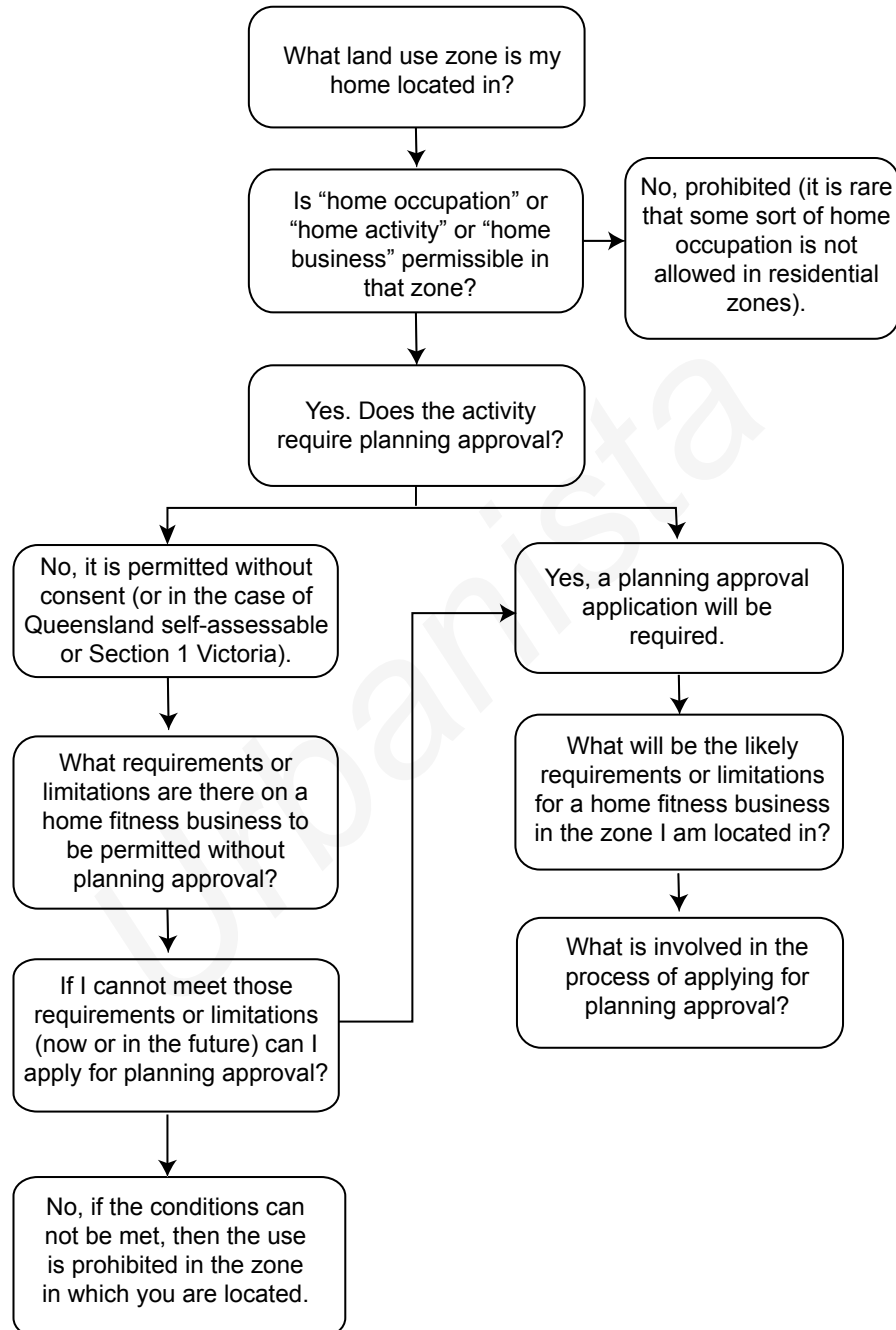 What land use zone is my
home located in?
Is “home occupation” or
“home activity” or “home
business” permissible in
that zone?
No, prohibited (it is rare
that some sort of home
occupation is not
allowed in residential
zones).
Yes. Does the activity
require planning approval?
No, it is permitted without
consent (or in the case of
Queensland self-assessable
or Section 1 Victoria).
Yes, a planning approval
application will be
required.
What requirements or
limitations are there on a
home fitness business to
be permitted without
planning approval?
What will be the likely
requirements or limitations
for a home fitness business
in the zone I am located in?
If I cannot meet those
requirements or limitations
(now or in the future) can I
apply for planning approval?
What is involved in the
process of applying for
planning approval?
No, if the conditions can
not be met, then the use
is prohibited in the zone
in which you are located.
Urbanista